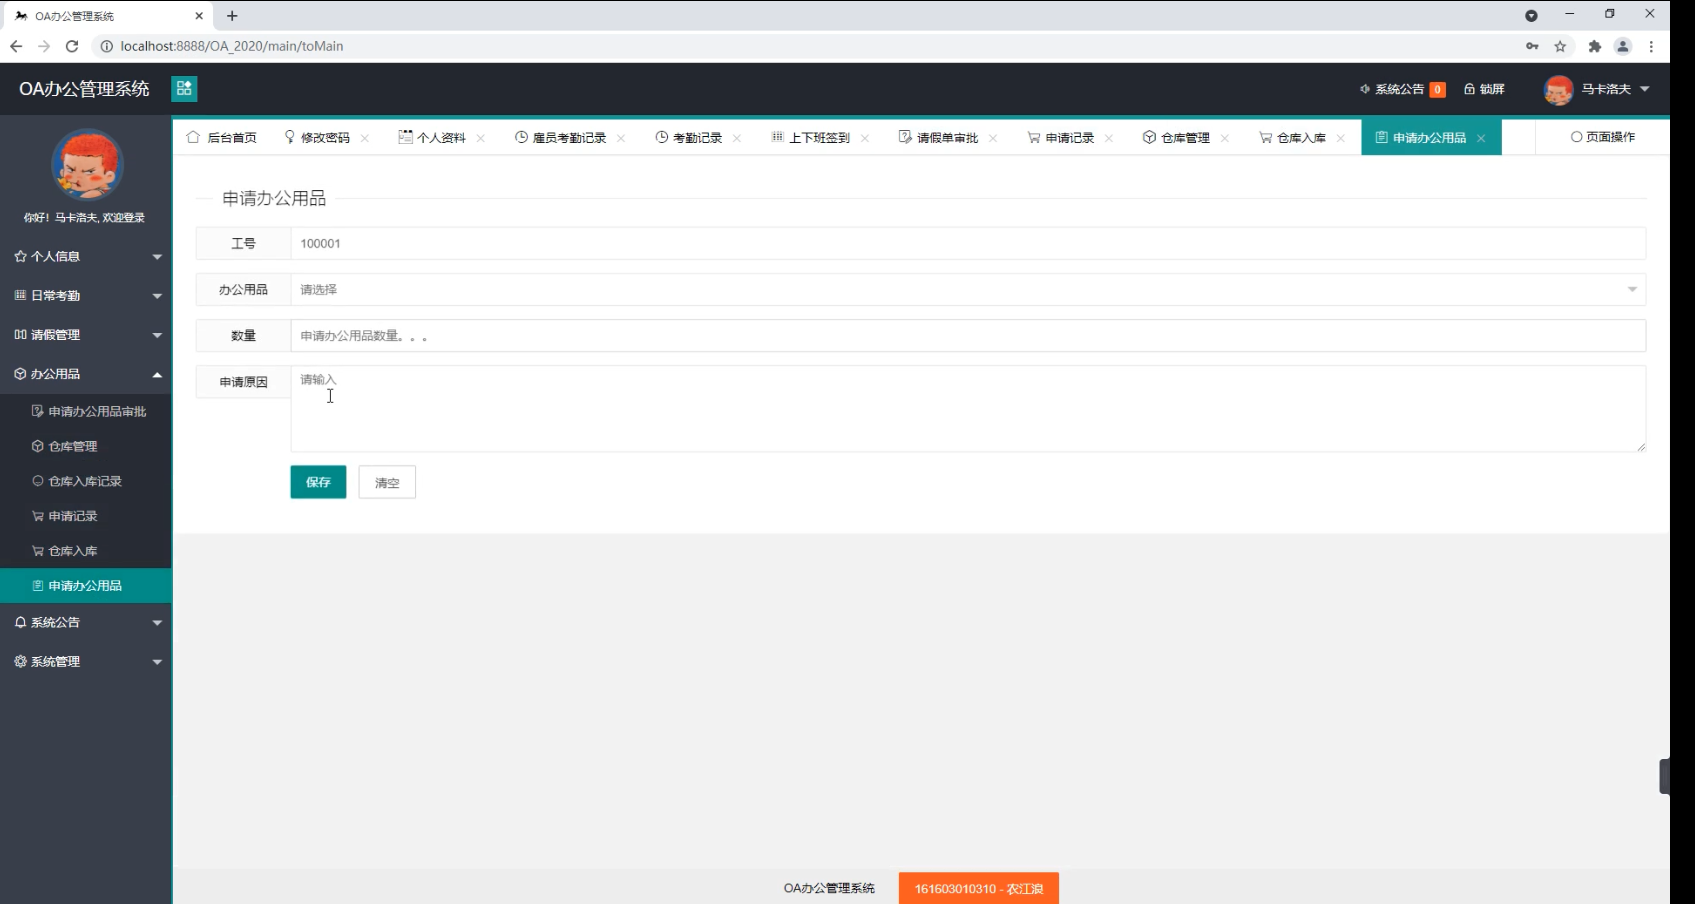 OA办公管理系统
localhost:8888/OA_2020/main/toMain
OA办公管理系统
系统公告 0 锁屏 马卡洛夫
后台首页 修改密码 个人资料 雇员考勤记录 考勤记录 上下班签到 请假单审批 申请记录 仓库管理 仓库入库 申请办公用品 页面操作
你好！马卡洛夫, 欢迎登录
个人信息
日常考勤
请假管理
办公用品
申请办公用品审批
仓库管理
仓库入库记录
申请记录
仓库入库
申请办公用品
系统公告
系统管理
申请办公用品
工号 100001
办公用品 请选择
数量 申请办公用品数量。。。
申请原因 请输入
保存 清空
OA办公管理系统 161603010310 - 农江浪